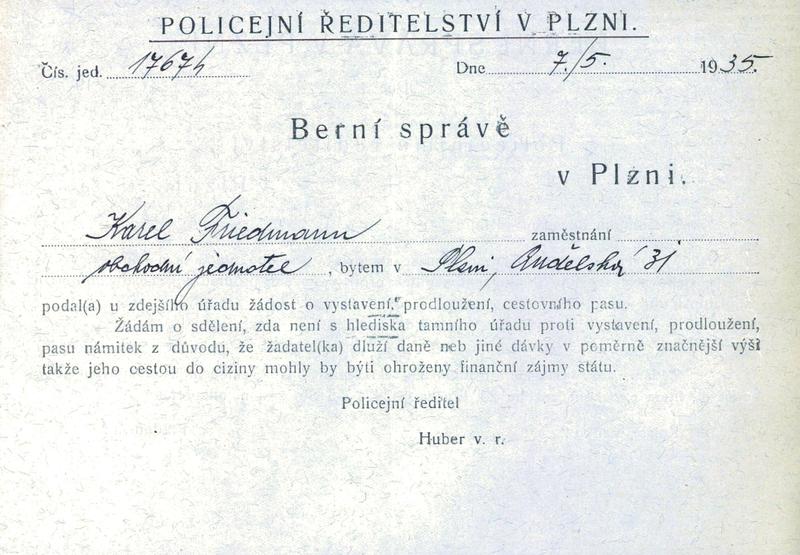 POLICEJNÍ ŘEDITELSTVÍ V PLZNI.
Čís. jed. 17674 Dne 7./5. 1935.
Berní správě
v Plzni.
Karel Friedmann zaměstnání
obchodní jednatel, bytem v Plzni, Andělská 31
podal(a) u zdejšího úřadu žádost o vystavení, prodloužení, cestovního pasu.
Žádám o sdělení, zda není s hlediska tamního úřadu proti vystavení, prodloužení,
pasu námitek z důvodu, že žadatel(ka) dluží daně neb jiné dávky v poměrně značnější výši
takže jeho cestou do ciziny mohly by býti ohroženy finanční zájmy státu.
Policejní ředitel
Huber v. r.